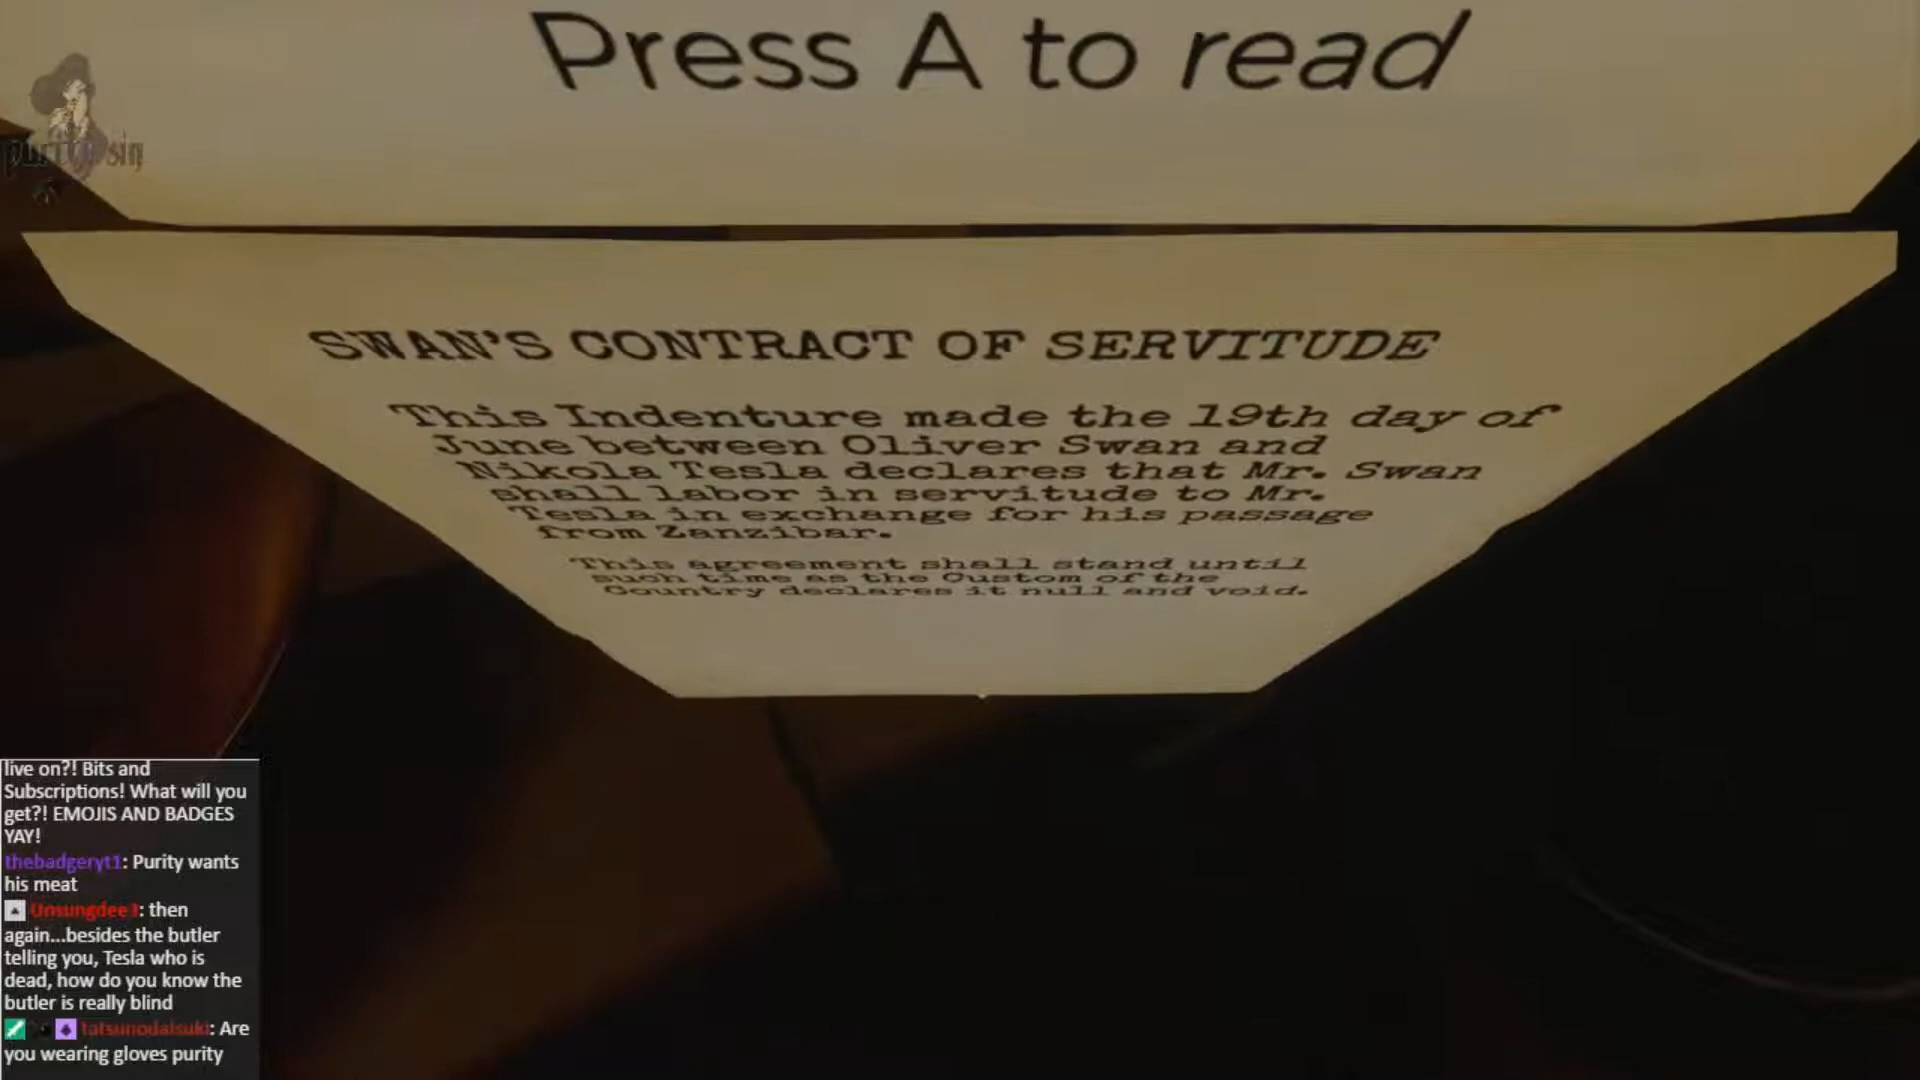 Press A to read
SWAN'S CONTRACT OF SERVITUDE
This Indenture made the 19th day of
June between Oliver Swan and
Nikola Tesla declares that Mr. Swan
shall labor in servitude to Mr.
Tesla in exchange for his passage
from Zanzibar.
This agreement shall stand until
such time as the Custom of the
Country declares it null and void.
live on?! Bits and
Subscriptions! What will you
get?! EMOJIS AND BADGES
YAY!
thebadgeryt1: Purity wants
his meat
Unsungdee1: then
again...besides the butler
telling you, Tesla who is
dead, how do you know the
butler is really blind
tatsunodaisuki: Are
you wearing gloves purity